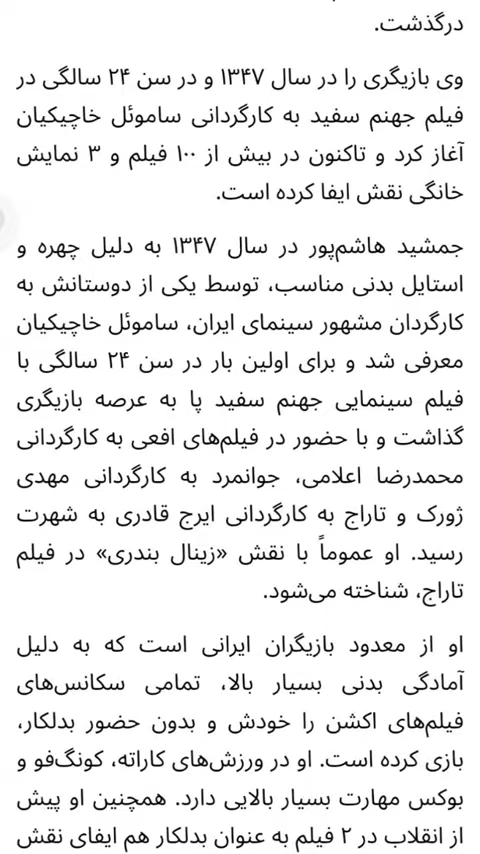 درگذشت.
وی بازیگری را در سال ۱۳۴۷ و در سن ۲۴ سالگی در
فیلم جهنم سفید به کارگردانی ساموئل خاچیکیان
آغاز کرد و تاکنون در بیش از ۱۰۰ فیلم و ۳ نمایش
خانگی نقش ایفا کرده است.
جمشید هاشم‌پور در سال ۱۳۴۷ به دلیل چهره و
استایل بدنی مناسب، توسط یکی از دوستانش به
کارگردان مشهور سینمای ایران، ساموئل خاچیکیان
معرفی شد و برای اولین بار در سن ۲۴ سالگی با
فیلم سینمایی جهنم سفید پا به عرصه بازیگری
گذاشت و با حضور در فیلم‌های افعی به کارگردانی
محمدرضا اعلامی، جوانمرد به کارگردانی مهدی
ژورک و تاراج به کارگردانی ایرج قادری به شهرت
رسید. او عموماً با نقش «زینال بندری» در فیلم
تاراج، شناخته می‌شود.
او از معدود بازیگران ایرانی است که به دلیل
آمادگی بدنی بسیار بالا، تمامی سکانس‌های
فیلم‌های اکشن را خودش و بدون حضور بدلکار،
بازی کرده است. او در ورزش‌های کاراته، کونگ‌فو و
بوکس مهارت بسیار بالایی دارد. همچنین او پیش
از انقلاب در ۲ فیلم به عنوان بدلکار هم ایفای نقش